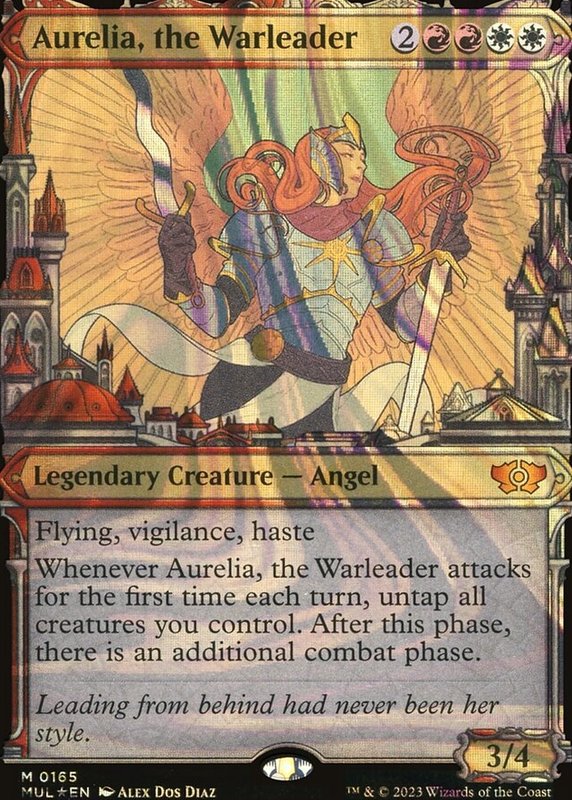 Aurelia, the Warleader 2
Legendary Creature — Angel
Flying, vigilance, haste
Whenever Aurelia, the Warleader attacks
for the first time each turn, untap all
creatures you control. After this phase,
there is an additional combat phase.
Leading from behind had never been her
style.
3/4
M 0165
MUL★EN Alex Dos Diaz
™ & © 2023 Wizards of the Coast